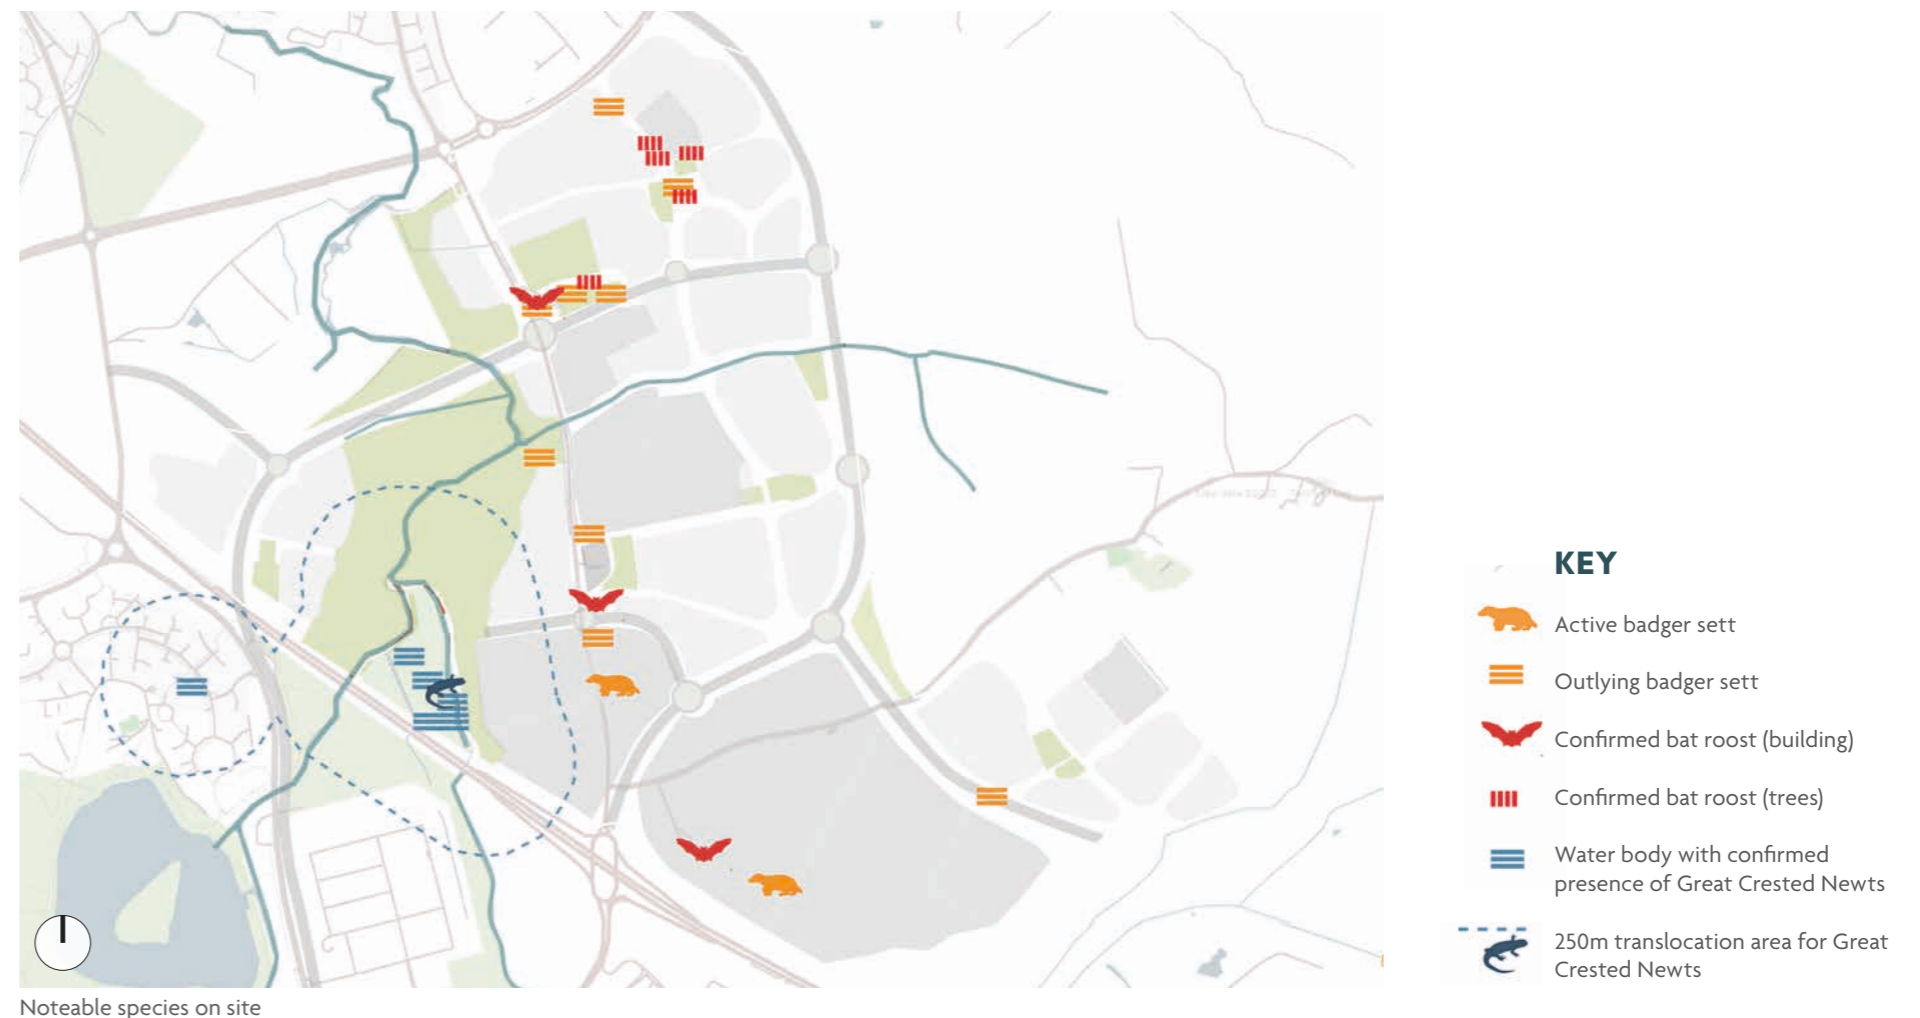 KEY
Active badger sett
Outlying badger sett
Confirmed bat roost (building)
Confirmed bat roost (trees)
Water body with confirmed
presence of Great Crested Newts
250m translocation area for Great
Crested Newts
Noteable species on site